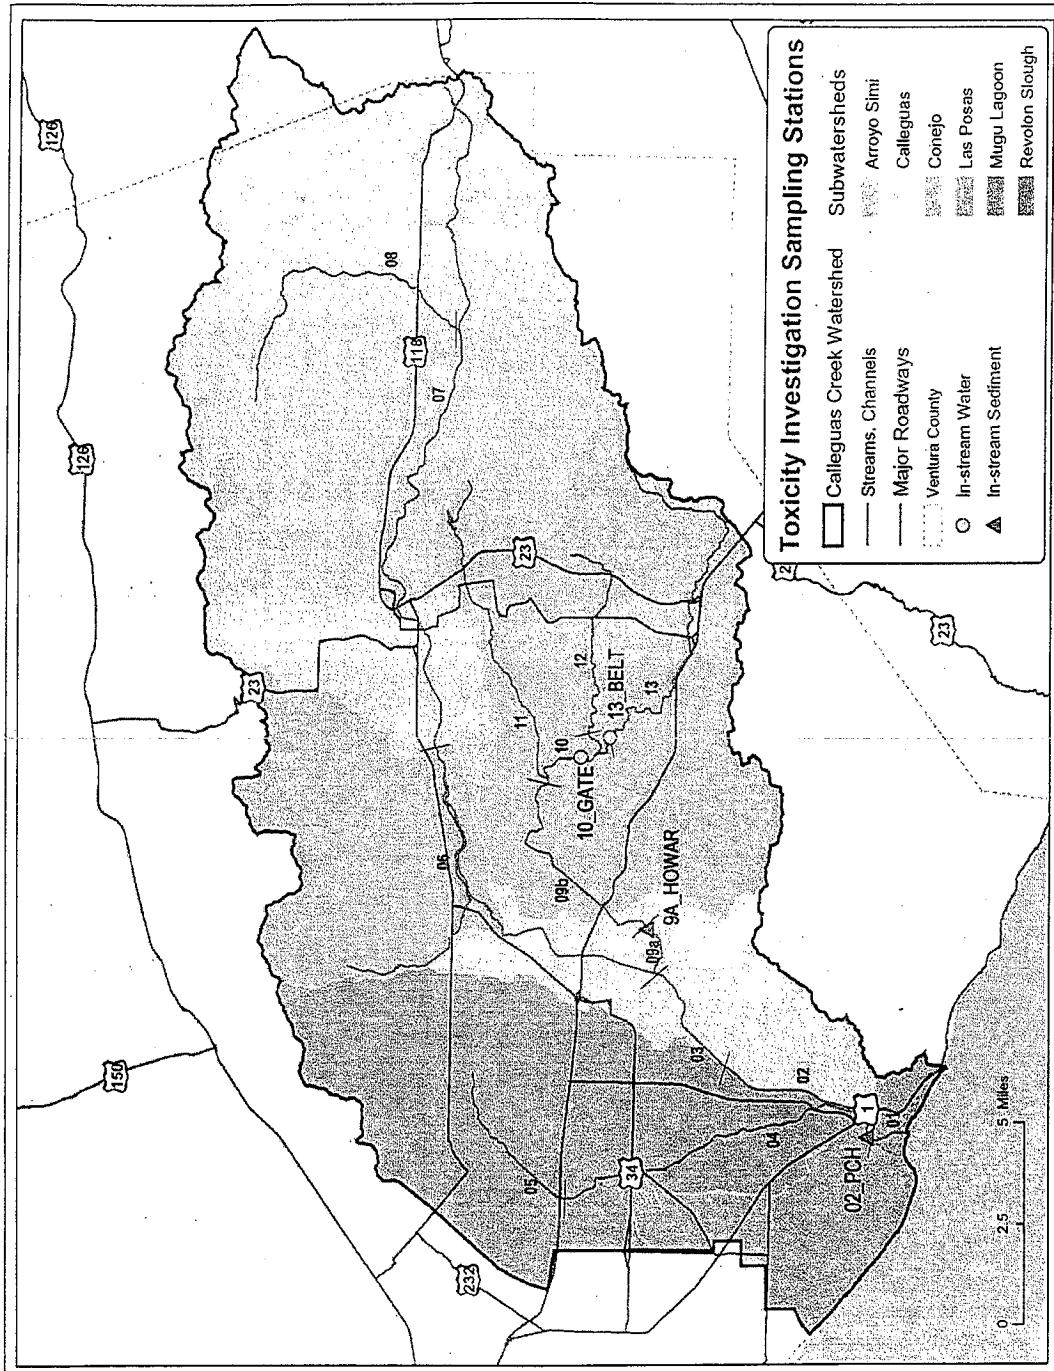 Toxicity Investigation Sampling Stations
Calleguas Creek Watershed
Streams, Channels
Major Roadways
Ventura County
In-stream Water
In-stream Sediment
Subwatersheds
Arroyo Simi
Calleguas
Conejo
Las Posas
Mugu Lagoon
Revolon Slough
126
126
150
232
23
118
08
07
23
06
11
12
10
13_BELT
13
10_GATE
09b
9A_HOWAR
09a
03
02
05
34
04
1
01
02_PCH
23
0 2.5 5 Miles